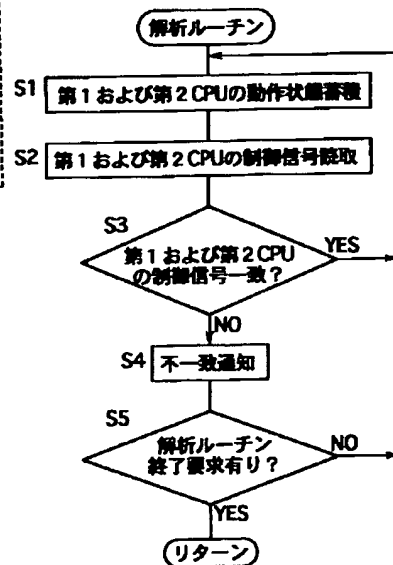 解析ルーチン
S1 第1および第2CPUの動作状態蓄積
S2 第1および第2CPUの制御信号読取
S3
第1および第2CPU
の制御信号一致？
YES
NO
S4 不一致通知
S5
解析ルーチン
終了要求有り？
NO
YES
リターン